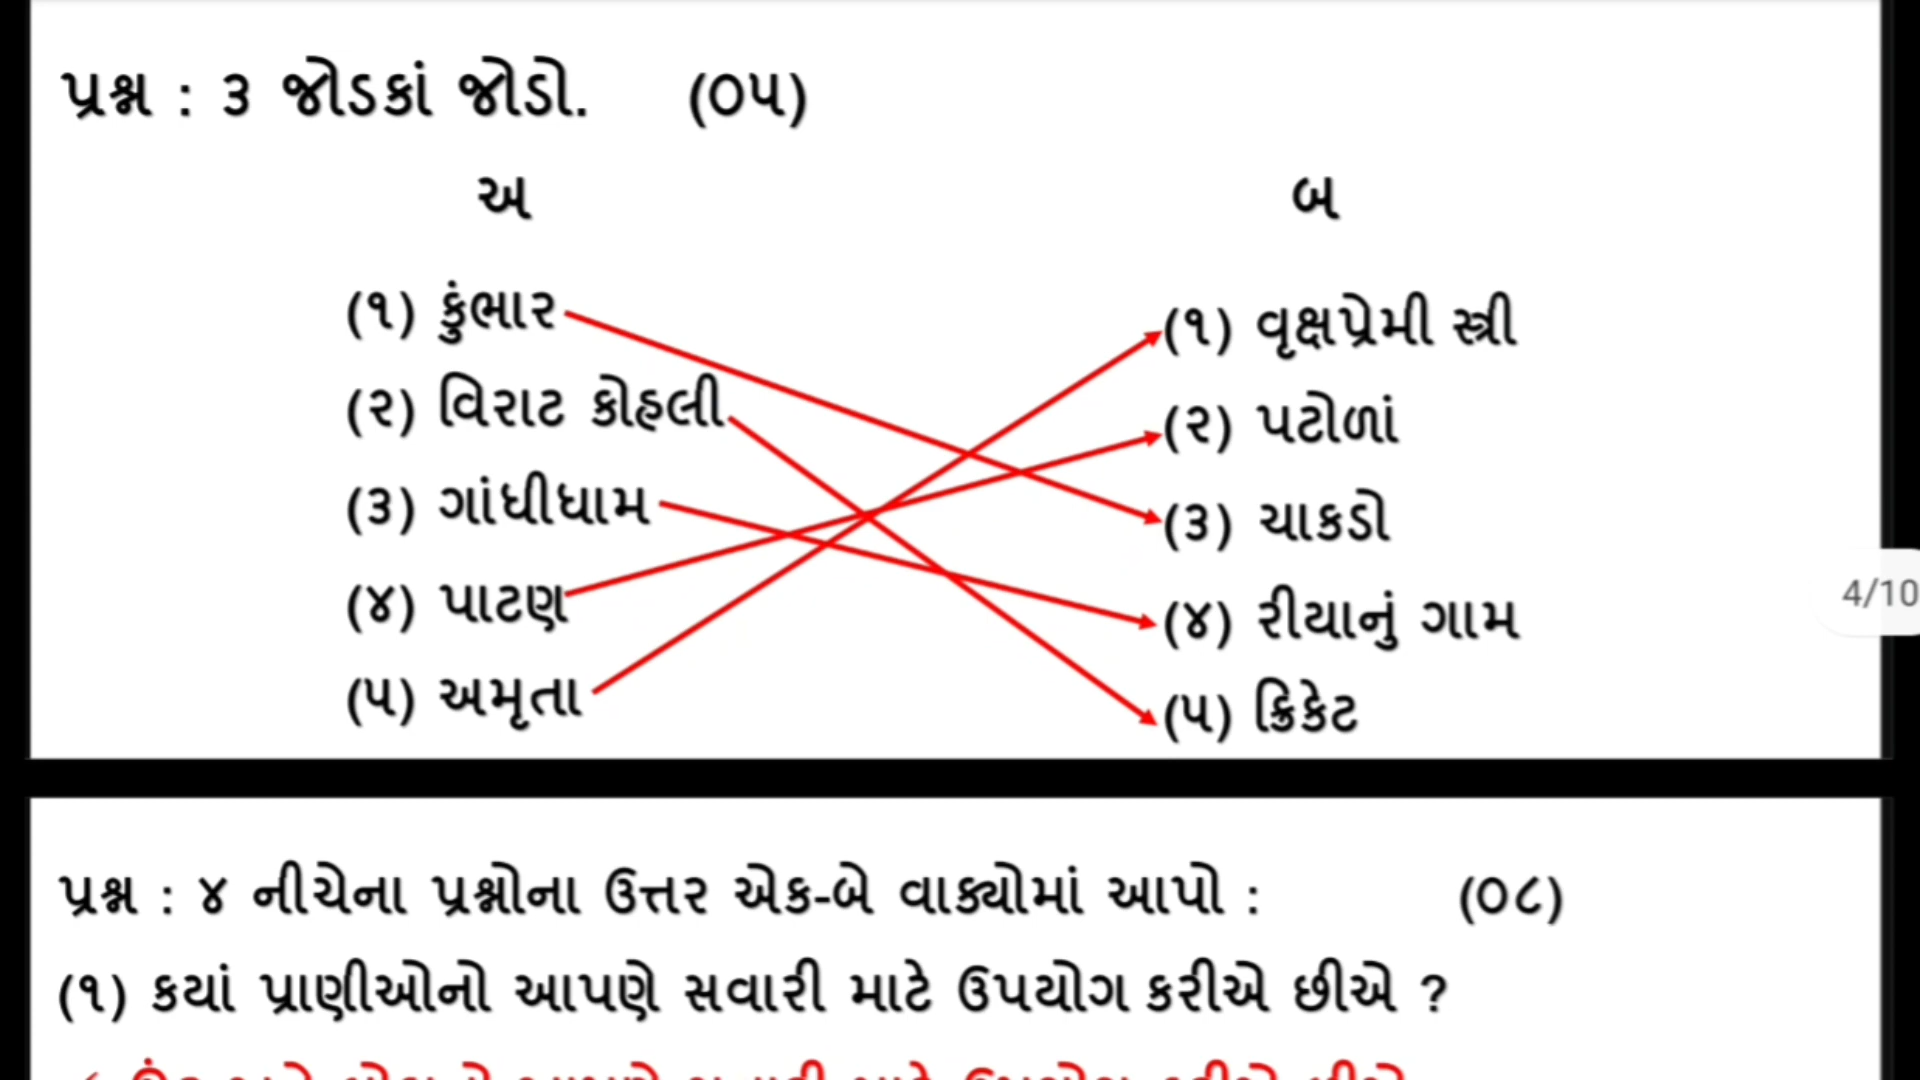 પ્રશ્ન : ૩ જોડકાં જોડો. (૦૫)
અ બ
(૧) કુંભાર (૧) વૃક્ષપ્રેમી સ્ત્રી
(૨) વિરાટ કોહલી (૨) પટોળાં
(૩) ગાંધીધામ (૩) ચાકડો
(૪) પાટણ (૪) રીયાનું ગામ
(૫) અમૃતા (૫) ક્રિકેટ
4/10
પ્રશ્ન : ૪ નીચેના પ્રશ્નોના ઉત્તર એક-બે વાક્યોમાં આપો : (૦૮)
(૧) કયાં પ્રાણીઓનો આપણે સવારી માટે ઉપયોગ કરીએ છીએ ?